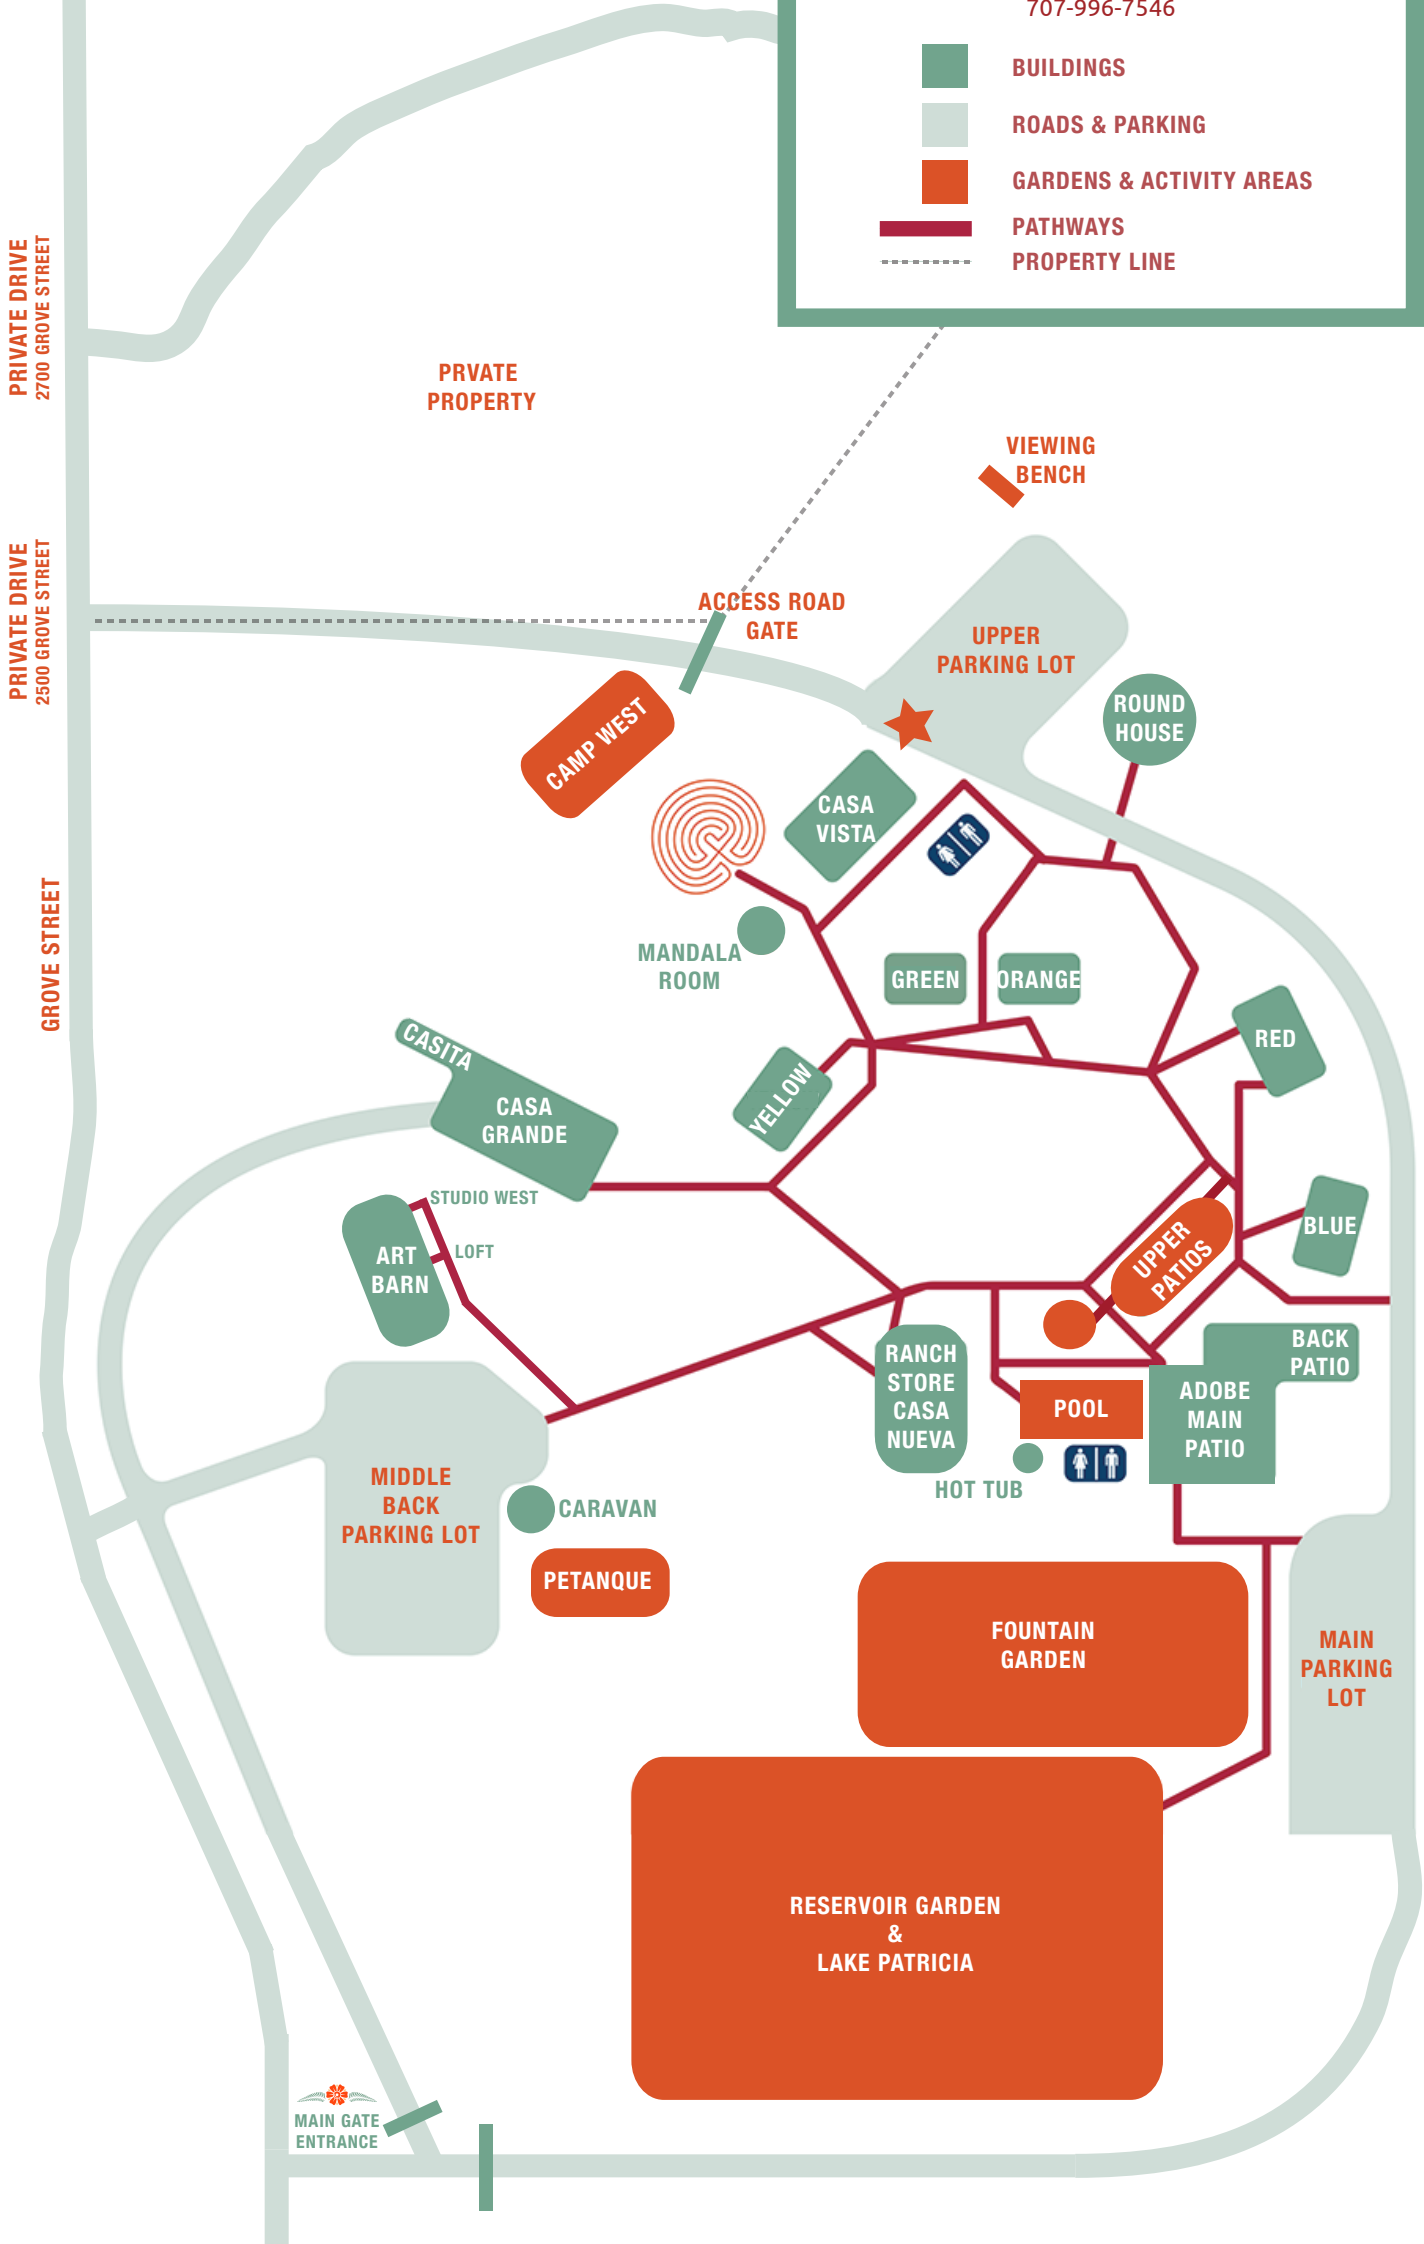 707-996-7546
BUILDINGS
ROADS & PARKING
GARDENS & ACTIVITY AREAS
PATHWAYS
PROPERTY LINE
PRIVATE DRIVE
2700 GROVE STREET
PRVATE
PROPERTY
VIEWING
BENCH
PRIVATE DRIVE
2500 GROVE STREET
ACCESS ROAD
GATE
UPPER
PARKING LOT
CAMP WEST
ROUND
HOUSE
CASA
VISTA
MANDALA
ROOM
GREEN
ORANGE
GROVE STREET
RED
CASITA
CASA
GRANDE
YELLOW
STUDIO WEST
LOFT
ART
BARN
UPPER
PATIOS
BLUE
BACK
PATIO
RANCH
STORE
CASA
NUEVA
POOL
ADOBE
MAIN
PATIO
HOT TUB
MIDDLE
BACK
PARKING LOT
CARAVAN
PETANQUE
FOUNTAIN
GARDEN
MAIN
PARKING
LOT
RESERVOIR GARDEN
&
LAKE PATRICIA
MAIN GATE
ENTRANCE